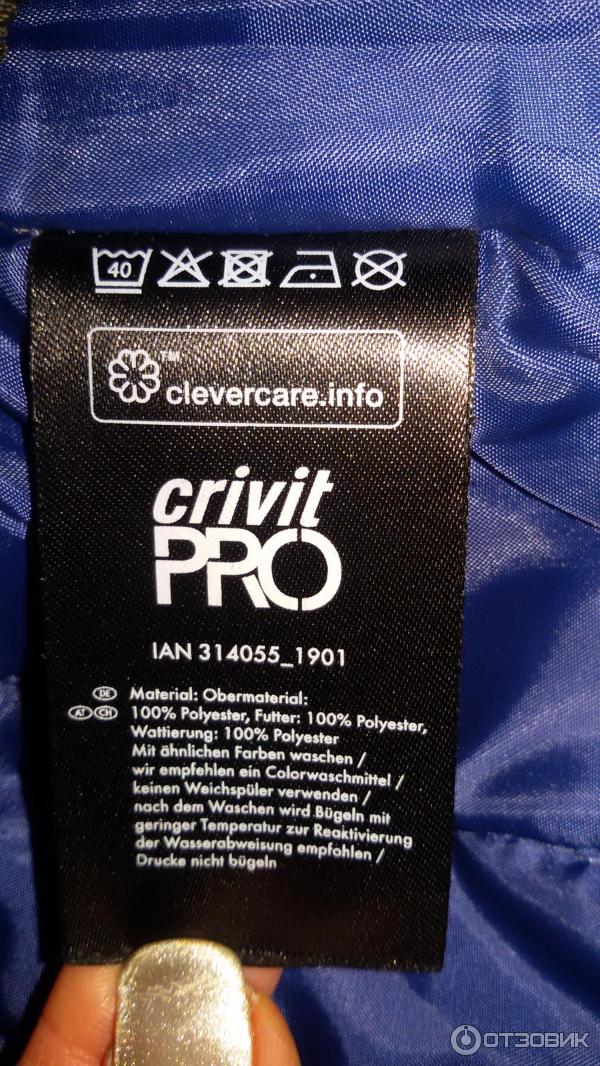 40
TM
clevercare.info
crivit
PRO
IAN 314055_1901
DE Material: Obermaterial:
AT CH 100% Polyester, Futter: 100% Polyester,
Wattierung: 100% Polyester
Mit ähnlichen Farben waschen /
wir empfehlen ein Colorwaschmittel /
keinen Weichspüler verwenden /
nach dem Waschen wird Bügeln mit
geringer Temperatur zur Reaktivierung
der Wasserabweisung empfohlen /
Drucke nicht bügeln
ОТЗОВИК